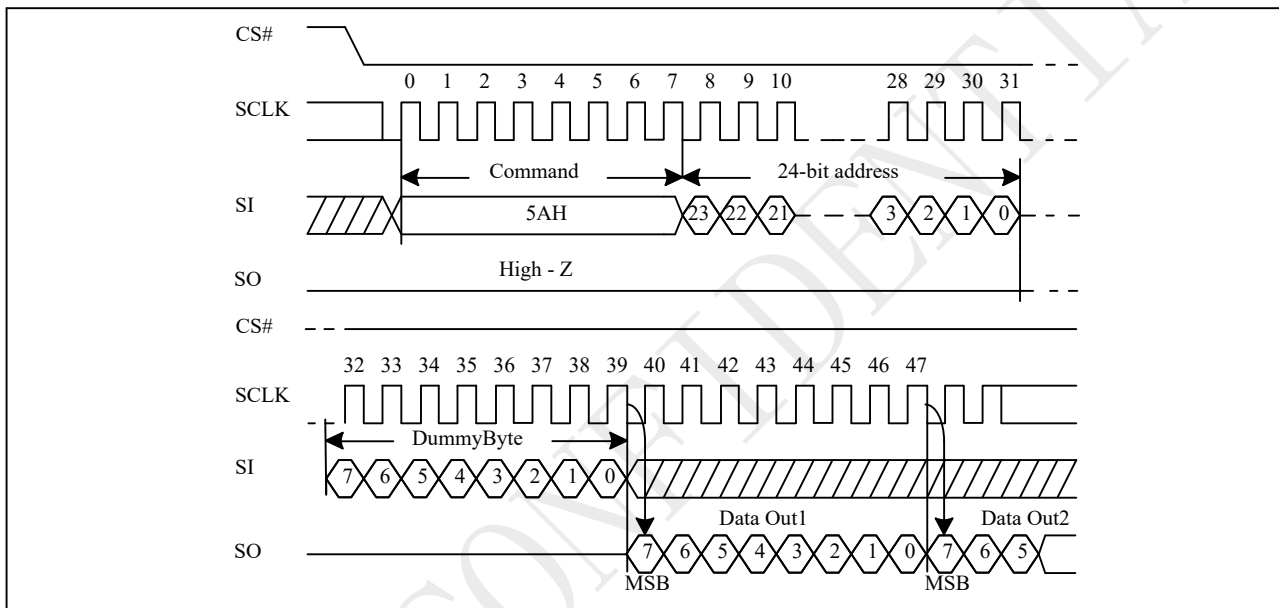 CS#
0 1 2 3 4 5 6 7 8 9 10 28 29 30 31
SCLK
Command 24-bit address
SI 5AH 23 22 21 3 2 1 0
High - Z
SO
CS#
32 33 34 35 36 37 38 39 40 41 42 43 44 45 46 47
SCLK
DummyByte
SI 7 6 5 4 3 2 1 0
Data Out1 Data Out2
SO 7 6 5 4 3 2 1 0 7 6 5
MSB MSB
CONFIDENTIA